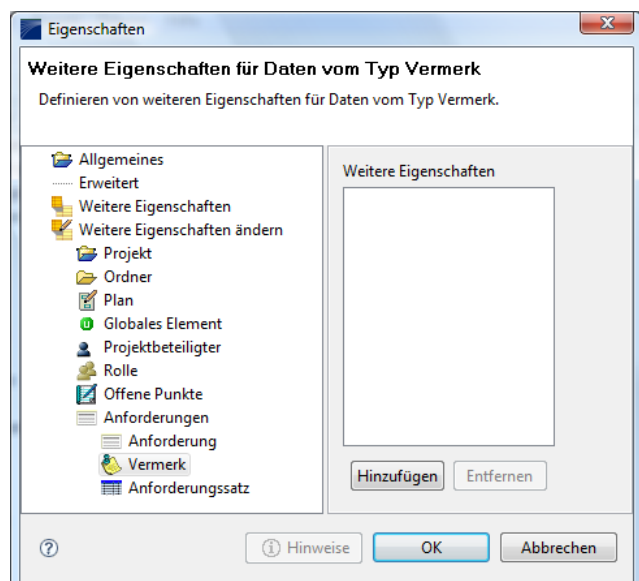 Eigenschaften
Weitere Eigenschaften für Daten vom Typ Vermerk
Definieren von weiteren Eigenschaften für Daten vom Typ Vermerk.
Allgemeines
Erweitert
Weitere Eigenschaften
Weitere Eigenschaften ändern
Projekt
Ordner
Plan
Globales Element
Projektbeteiligter
Rolle
Offene Punkte
Anforderungen
Anforderung
Vermerk
Anforderungssatz
Weitere Eigenschaften
Hinzufügen Entfernen
Hinweise OK Abbrechen